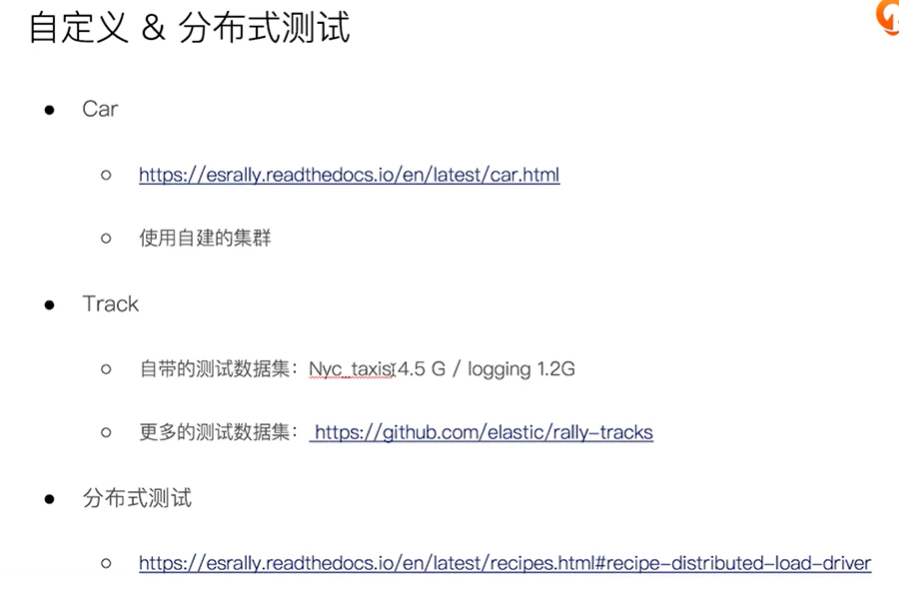 自定义 & 分布式测试
Car
https://esrally.readthedocs.io/en/latest/car.html
使用自建的集群
Track
自带的测试数据集：Nyc_taxis 4.5 G / logging 1.2G
更多的测试数据集： https://github.com/elastic/rally-tracks
分布式测试
https://esrally.readthedocs.io/en/latest/recipes.html#recipe-distributed-load-driver